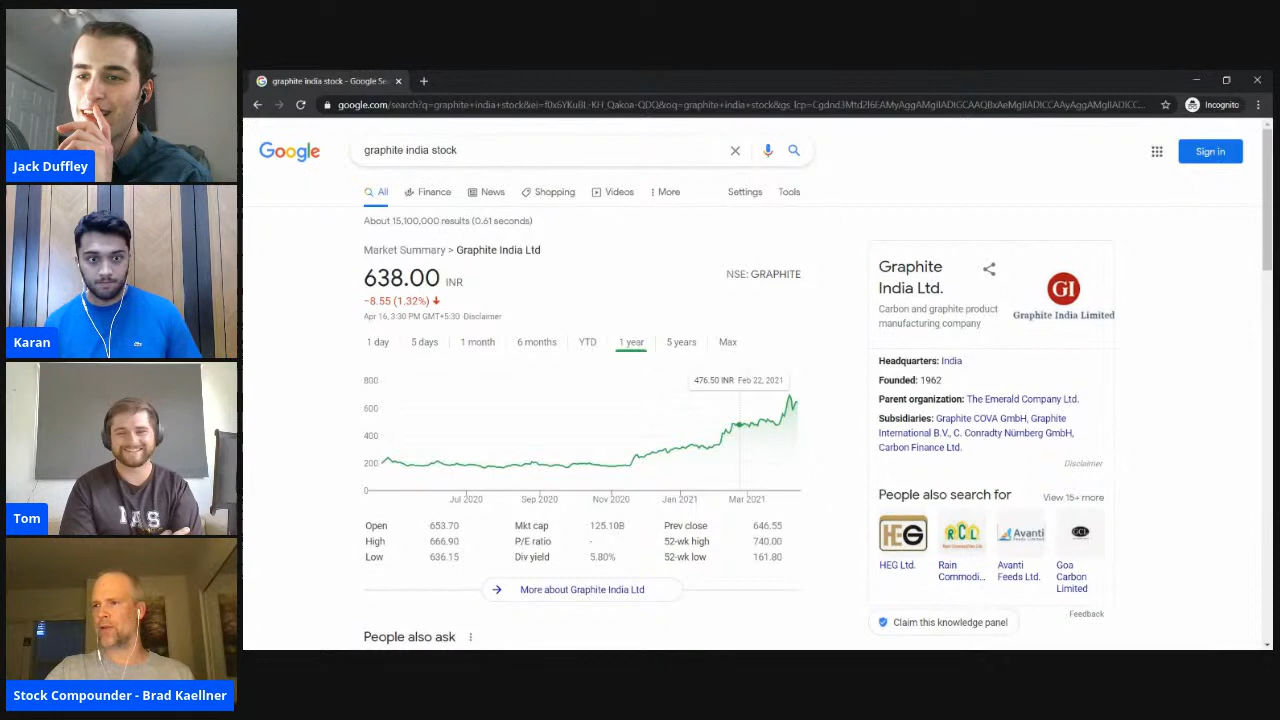 Jack Duffley
Karan
IAS
Tom
Stock Compounder - Brad Kaellner
graphite india stock - Google Se
google.com/search?q=graphite+india+stock&ei=
Incognito
Google
graphite india stock
Sign in
All Finance News Shopping Videos More Settings Tools
About 15,100,000 results (0.61 seconds)
Market Summary > Graphite India Ltd
638.00 INR
NSE: GRAPHITE
−8.55 (1.32%)
Apr 16, 3:30 PM GMT+5:30 · Disclaimer
1 day 5 days 1 month 6 months YTD 1 year 5 years Max
476.50 INR Feb 22, 2021
800
600
400
200
0
Jul 2020 Sep 2020 Nov 2020 Jan 2021 Mar 2021
Open 653.70 Mkt cap 125.10B Prev close 646.55
High 666.90 P/E ratio - 52-wk high 740.00
Low 636.15 Div yield 5.80% 52-wk low 161.80
More about Graphite India Ltd
People also ask
Graphite
India Ltd.
Carbon and graphite product
manufacturing company
GI
Graphite India Limited
Headquarters: India
Founded: 1962
Parent organization: The Emerald Company Ltd.
Subsidiaries: Graphite COVA GmbH, Graphite
International B.V., C. Conradty Nürnberg GmbH,
Carbon Finance Ltd.
Disclaimer
People also search for View 15+ more
HEG RCL Avanti GCL
HEG Ltd. Rain Avanti Goa
Commodi... Feeds Ltd. Carbon
Limited
Feedback
Claim this knowledge panel